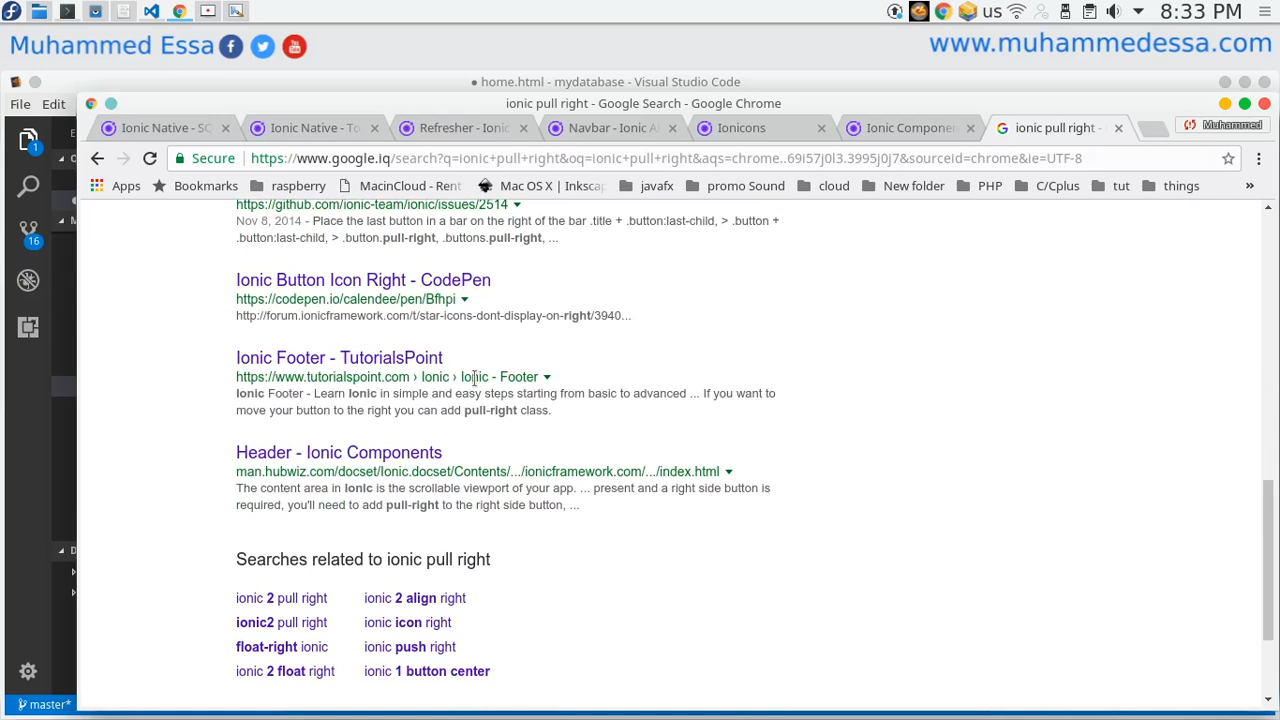 us 8:33 PM
Muhammed Essa www.muhammedessa.com
● home.html - mydatabase - Visual Studio Code
File Edit
ionic pull right - Google Search - Google Chrome
Ionic Native - SQ Ionic Native - To Refresher - Ionic Navbar - Ionic A Ionicons Ionic Componen ionic pull right - Muhammed
Secure https://www.google.iq/search?q=ionic+pull+right&oq=ionic+pull+right&aqs=chrome..69i57j0l3.3995j0j7&sourceid=chrome&ie=UTF-8
Apps Bookmarks raspberry MacinCloud - Rent Mac OS X | Inkscap javafx promo Sound cloud New folder PHP C/Cplus tut things »
https://github.com/ionic-team/ionic/issues/2514
Nov 8, 2014 - Place the last button in a bar on the right of the bar .title + .button:last-child, > .button +
.button:last-child, > .button.pull-right, .buttons.pull-right, ...
Ionic Button Icon Right - CodePen
https://codepen.io/calendee/pen/Bfhpi
http://forum.ionicframework.com/t/star-icons-dont-display-on-right/3940...
Ionic Footer - TutorialsPoint
https://www.tutorialspoint.com › Ionic › Ionic - Footer
Ionic Footer - Learn Ionic in simple and easy steps starting from basic to advanced ... If you want to
move your button to the right you can add pull-right class.
Header - Ionic Components
man.hubwiz.com/docset/Ionic.docset/Contents/.../ionicframework.com/.../index.html
The content area in Ionic is the scrollable viewport of your app. ... present and a right side button is
required, you'll need to add pull-right to the right side button, ...
Searches related to ionic pull right
ionic 2 pull right ionic 2 align right
ionic2 pull right ionic icon right
float-right ionic ionic push right
ionic 2 float right ionic 1 button center
1
16
E
O
M
D
master*